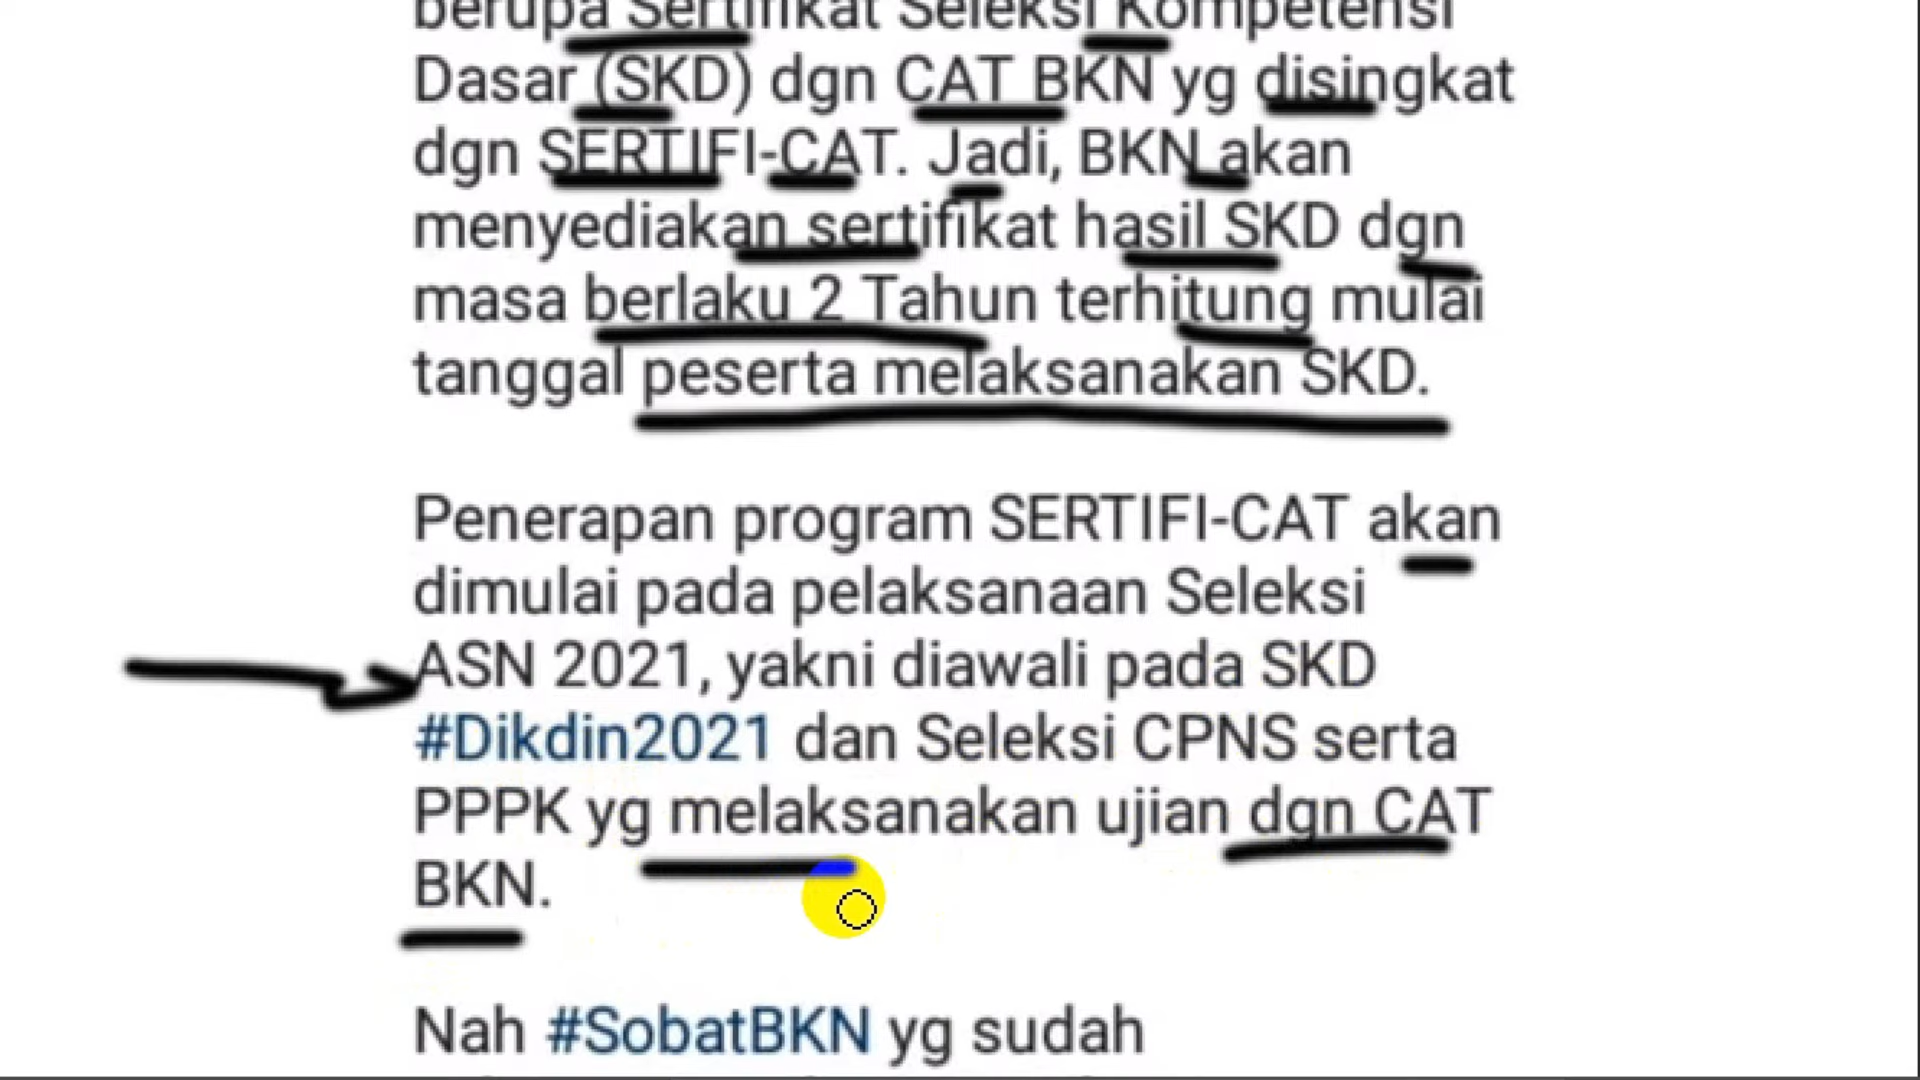 berupa Sertifikat Seleksi Kompetensi
Dasar (SKD) dgn CAT BKN yg disingkat
dgn SERTIFI-CAT. Jadi, BKN akan
menyediakan sertifikat hasil SKD dgn
masa berlaku 2 Tahun terhitung mulai
tanggal peserta melaksanakan SKD.
Penerapan program SERTIFI-CAT akan
dimulai pada pelaksanaan Seleksi
ASN 2021, yakni diawali pada SKD
#Dikdin2021 dan Seleksi CPNS serta
PPPK yg melaksanakan ujian dgn CAT
BKN.
Nah #SobatBKN yg sudah